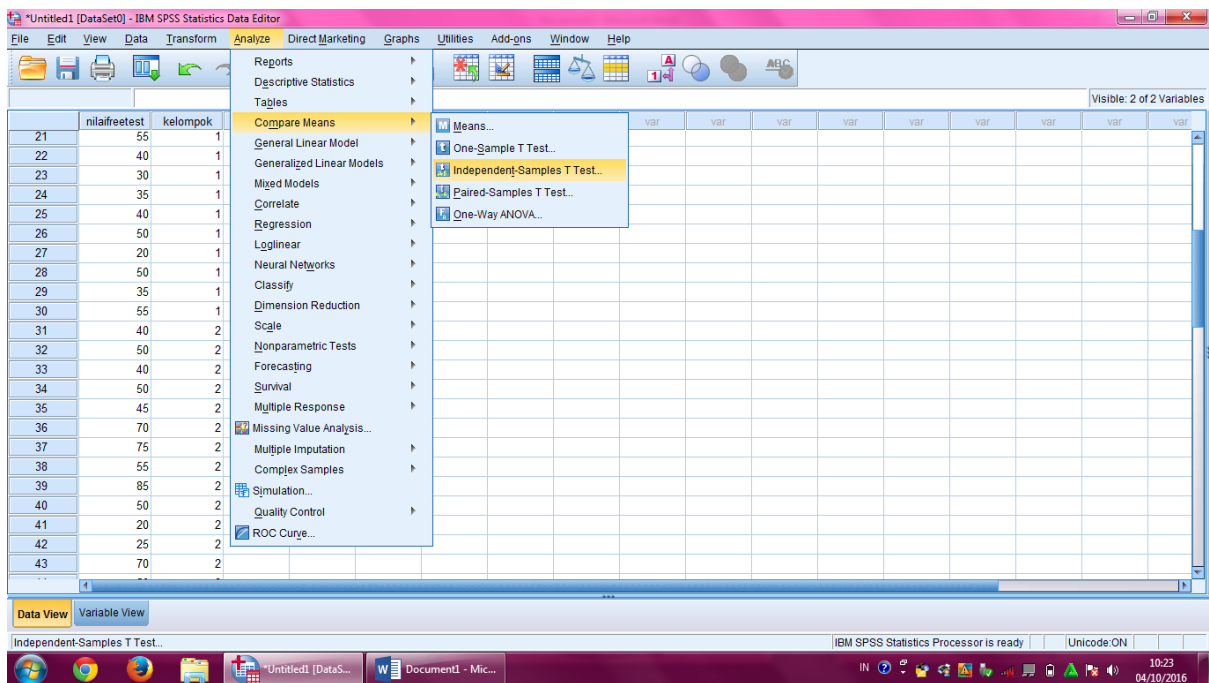 *Untitled1 [DataSet0] - IBM SPSS Statistics Data Editor
File Edit View Data Transform Analyze Direct Marketing Graphs Utilities Add-ons Window Help
Visible: 2 of 2 Variables
nilaifreetest kelompok var var var var var var var var var
21 55 1
22 40 1
23 30 1
24 35 1
25 40 1
26 50 1
27 20 1
28 50 1
29 35 1
30 55 1
31 40 2
32 50 2
33 40 2
34 50 2
35 45 2
36 70 2
37 75 2
38 55 2
39 85 2
40 50 2
41 20 2
42 25 2
43 70 2
Reports
Descriptive Statistics
Tables
Compare Means
General Linear Model
Generalized Linear Models
Mixed Models
Correlate
Regression
Loglinear
Neural Networks
Classify
Dimension Reduction
Scale
Nonparametric Tests
Forecasting
Survival
Multiple Response
Missing Value Analysis...
Multiple Imputation
Complex Samples
Simulation...
Quality Control
ROC Curve...
Means...
One-Sample T Test...
Independent-Samples T Test...
Paired-Samples T Test...
One-Way ANOVA...
Data View Variable View
Independent-Samples T Test... IBM SPSS Statistics Processor is ready Unicode:ON
*Untitled1 [DataS... Document1 - Mic... IN 10:23
04/10/2016